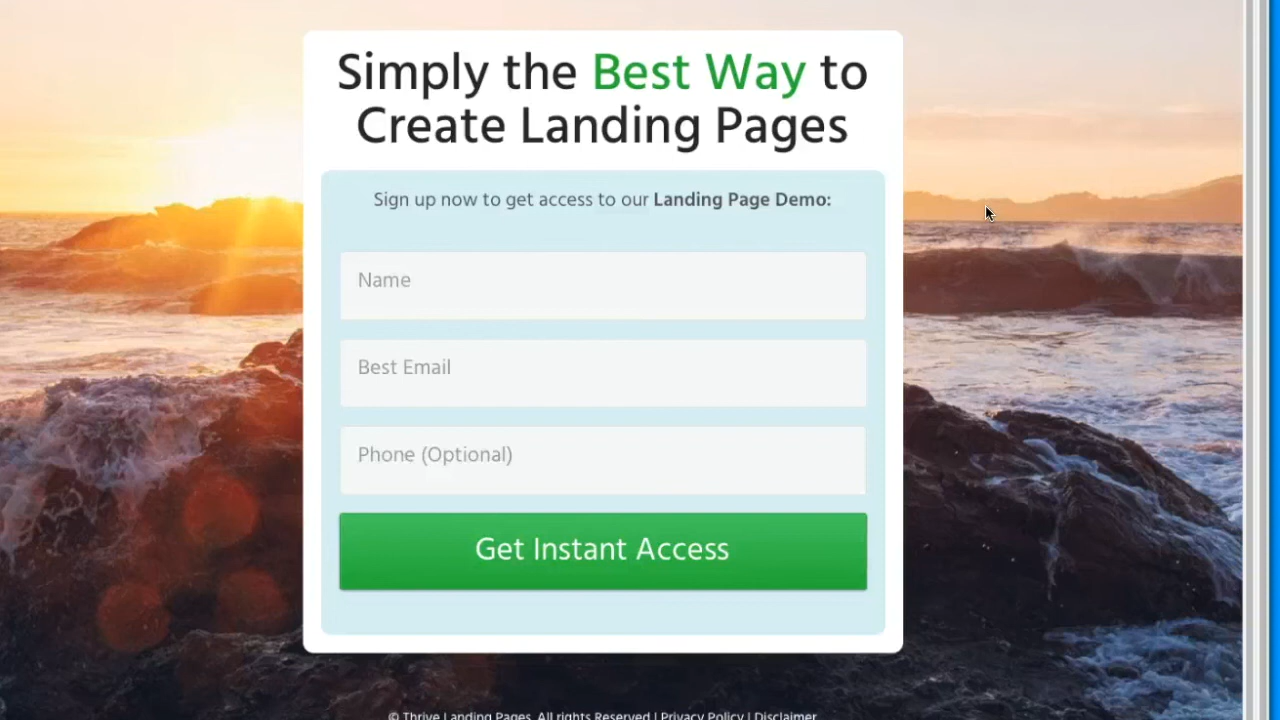 Simply the Best Way to
Create Landing Pages
Sign up now to get access to our Landing Page Demo:
Name
Best Email
Phone (Optional)
Get Instant Access
© Thrive Landing Pages. All rights Reserved | Privacy Policy | Disclaimer